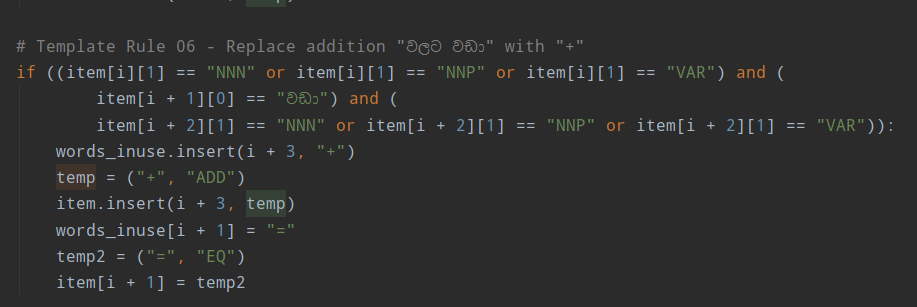 # Template Rule 06 - Replace addition "වලට වඩා" with "+"
if ((item[i][1] == "NNN" or item[i][1] == "NNP" or item[i][1] == "VAR") and (
item[i + 1][0] == "වඩා") and (
item[i + 2][1] == "NNN" or item[i + 2][1] == "NNP" or item[i + 2][1] == "VAR")):
words_inuse.insert(i + 3, "+")
temp = ("+", "ADD")
item.insert(i + 3, temp)
words_inuse[i + 1] = "="
temp2 = ("=", "EQ")
item[i + 1] = temp2